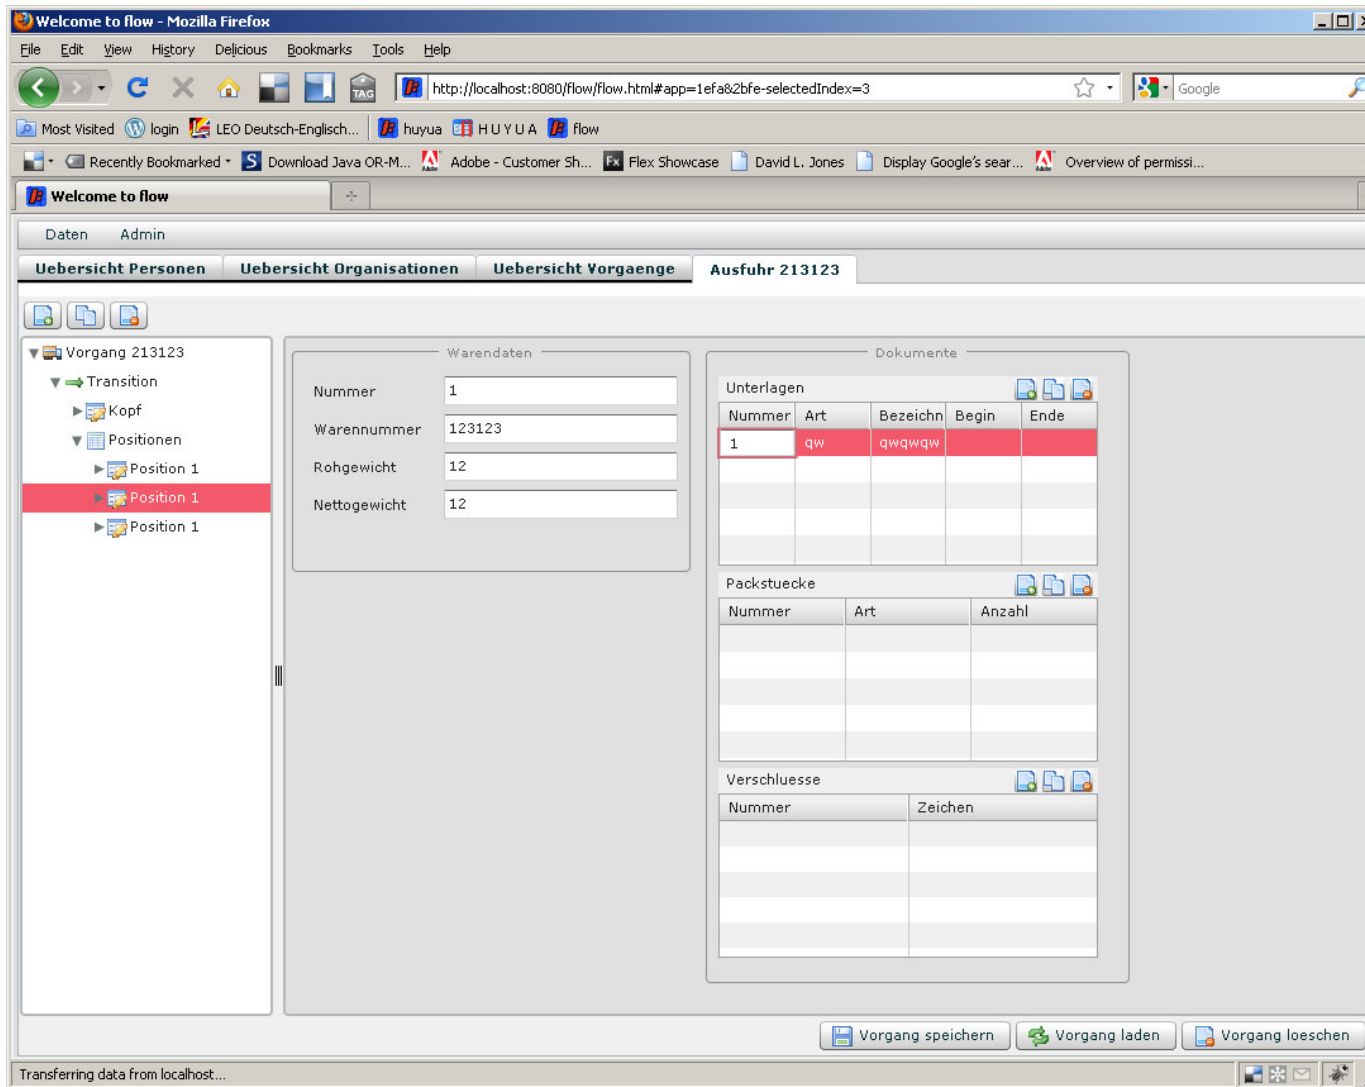 Welcome to flow - Mozilla Firefox
File Edit View History Delicious Bookmarks Tools Help
TAG http://localhost:8080/flow/flow.html#app=1efa&2bfe-selectedIndex=3 Google
Most Visited login LEO Deutsch-Englisch... huyua H U Y U A flow
Recently Bookmarked Download Java OR-M... Adobe - Customer Sh... Fx Flex Showcase David L. Jones Display Google's sear... Overview of permissi...
Welcome to flow
Daten Admin
Uebersicht Personen Uebersicht Organisationen Uebersicht Vorgaenge Ausfuhr 213123
Vorgang 213123
Transition
Kopf
Positionen
Position 1
Position 1
Position 1
Warendaten
Nummer 1
Warennummer 123123
Rohgewicht 12
Nettogewicht 12
Dokumente
Unterlagen
Nummer Art Bezeichn Begin Ende
1 qw qwqwqw
Packstuecke
Nummer Art Anzahl
Verschluesse
Nummer Zeichen
Vorgang speichern Vorgang laden Vorgang loeschen
Transferring data from localhost...